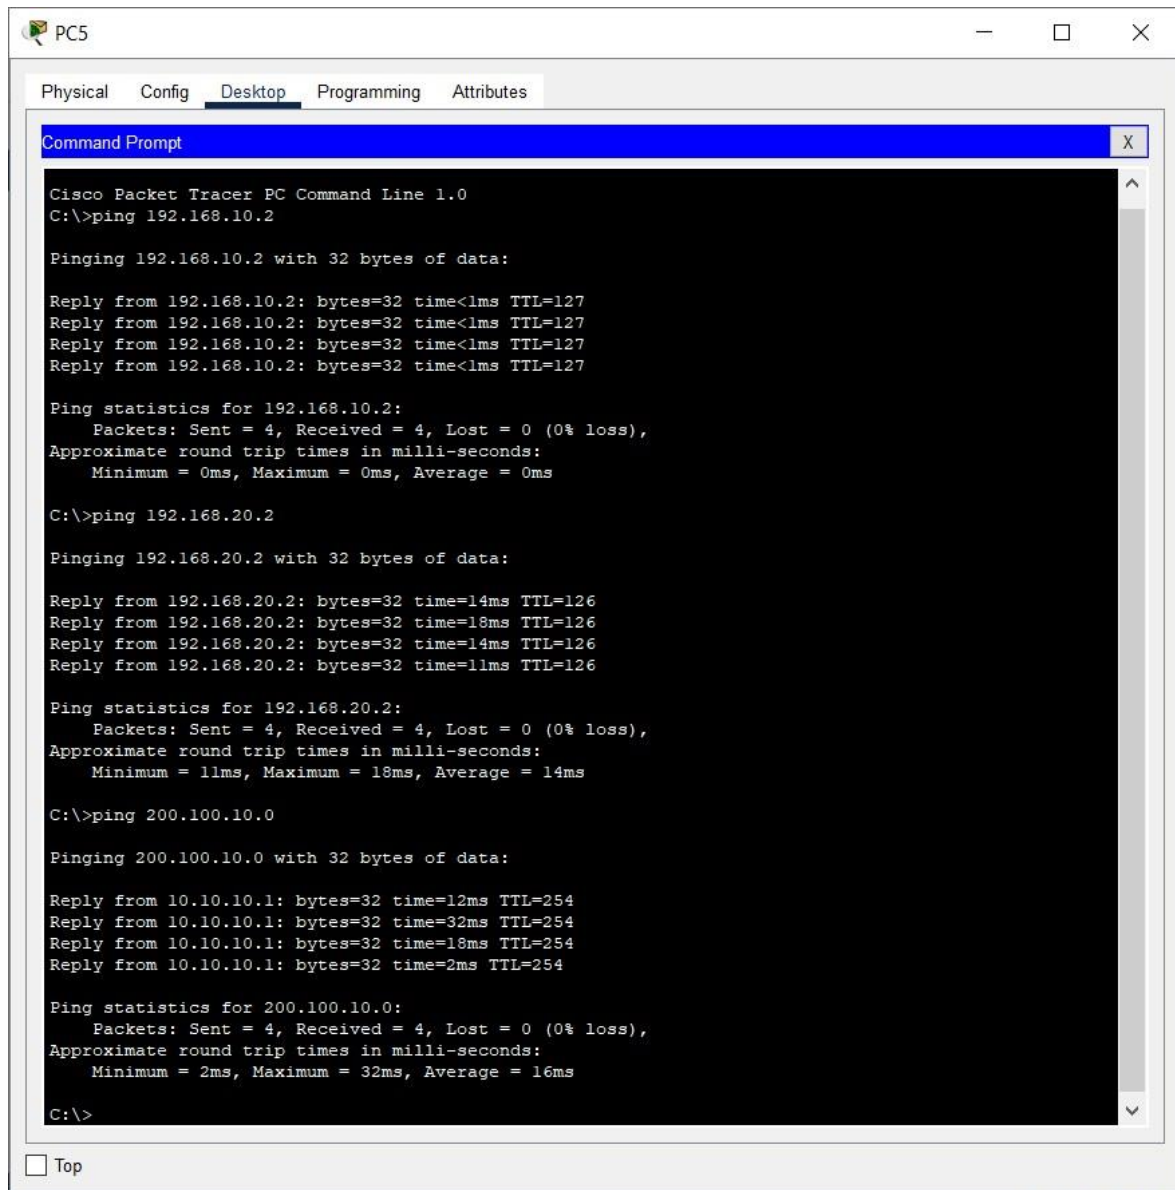 PC5
Physical Config Desktop Programming Attributes
Command Prompt X
Cisco Packet Tracer PC Command Line 1.0
C:\>ping 192.168.10.2
Pinging 192.168.10.2 with 32 bytes of data:
Reply from 192.168.10.2: bytes=32 time<1ms TTL=127
Reply from 192.168.10.2: bytes=32 time<1ms TTL=127
Reply from 192.168.10.2: bytes=32 time<1ms TTL=127
Reply from 192.168.10.2: bytes=32 time<1ms TTL=127
Ping statistics for 192.168.10.2:
Packets: Sent = 4, Received = 4, Lost = 0 (0% loss),
Approximate round trip times in milli-seconds:
Minimum = 0ms, Maximum = 0ms, Average = 0ms
C:\>ping 192.168.20.2
Pinging 192.168.20.2 with 32 bytes of data:
Reply from 192.168.20.2: bytes=32 time=14ms TTL=126
Reply from 192.168.20.2: bytes=32 time=18ms TTL=126
Reply from 192.168.20.2: bytes=32 time=14ms TTL=126
Reply from 192.168.20.2: bytes=32 time=11ms TTL=126
Ping statistics for 192.168.20.2:
Packets: Sent = 4, Received = 4, Lost = 0 (0% loss),
Approximate round trip times in milli-seconds:
Minimum = 11ms, Maximum = 18ms, Average = 14ms
C:\>ping 200.100.10.0
Pinging 200.100.10.0 with 32 bytes of data:
Reply from 10.10.10.1: bytes=32 time=12ms TTL=254
Reply from 10.10.10.1: bytes=32 time=32ms TTL=254
Reply from 10.10.10.1: bytes=32 time=18ms TTL=254
Reply from 10.10.10.1: bytes=32 time=2ms TTL=254
Ping statistics for 200.100.10.0:
Packets: Sent = 4, Received = 4, Lost = 0 (0% loss),
Approximate round trip times in milli-seconds:
Minimum = 2ms, Maximum = 32ms, Average = 16ms
C:\>
Top